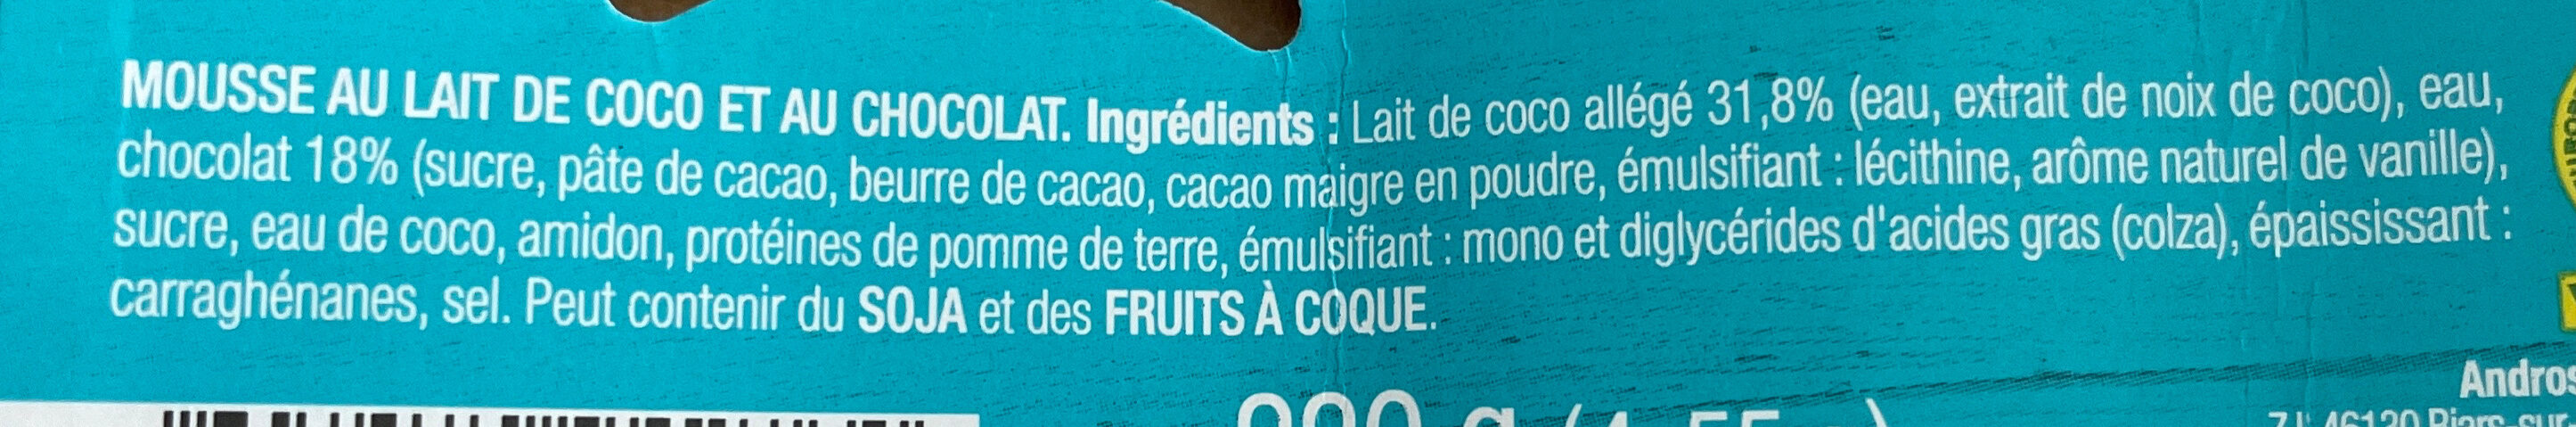 MOUSSE AU LAIT DE COCO ET AU CHOCOLAT. Ingrédients : Lait de coco allégé 31,8% (eau, extrait de noix de coco), eau,
chocolat 18% (sucre, pâte de cacao, beurre de cacao, cacao maigre en poudre, émulsifiant : lécithine, arôme naturel de vanille),
sucre, eau de coco, amidon, protéines de pomme de terre, émulsifiant : mono et diglycérides d'acides gras (colza), épaississant :
carraghénanes, sel. Peut contenir du SOJA et des FRUITS À COQUE.
Andros